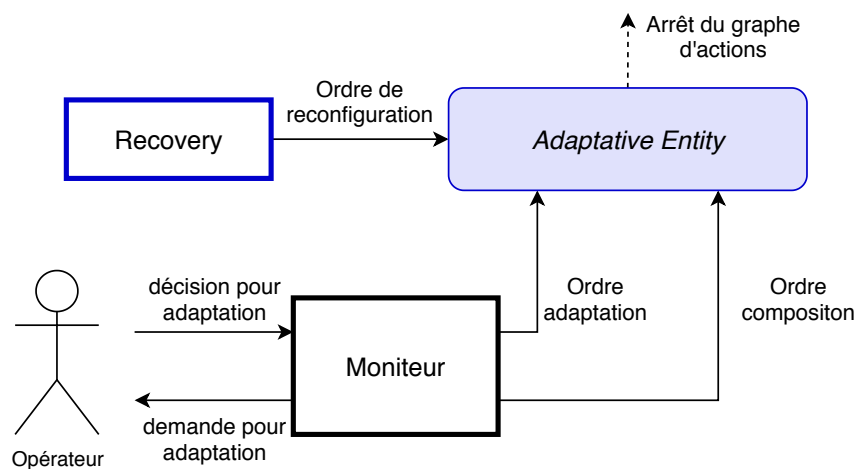 Arrêt du graphe
d'actions
Ordre de
reconfiguration
Recovery
Adaptative Entity
décision pour
adaptation
Ordre
adaptation
Ordre
compositon
Moniteur
demande pour
adaptation
Opérateur